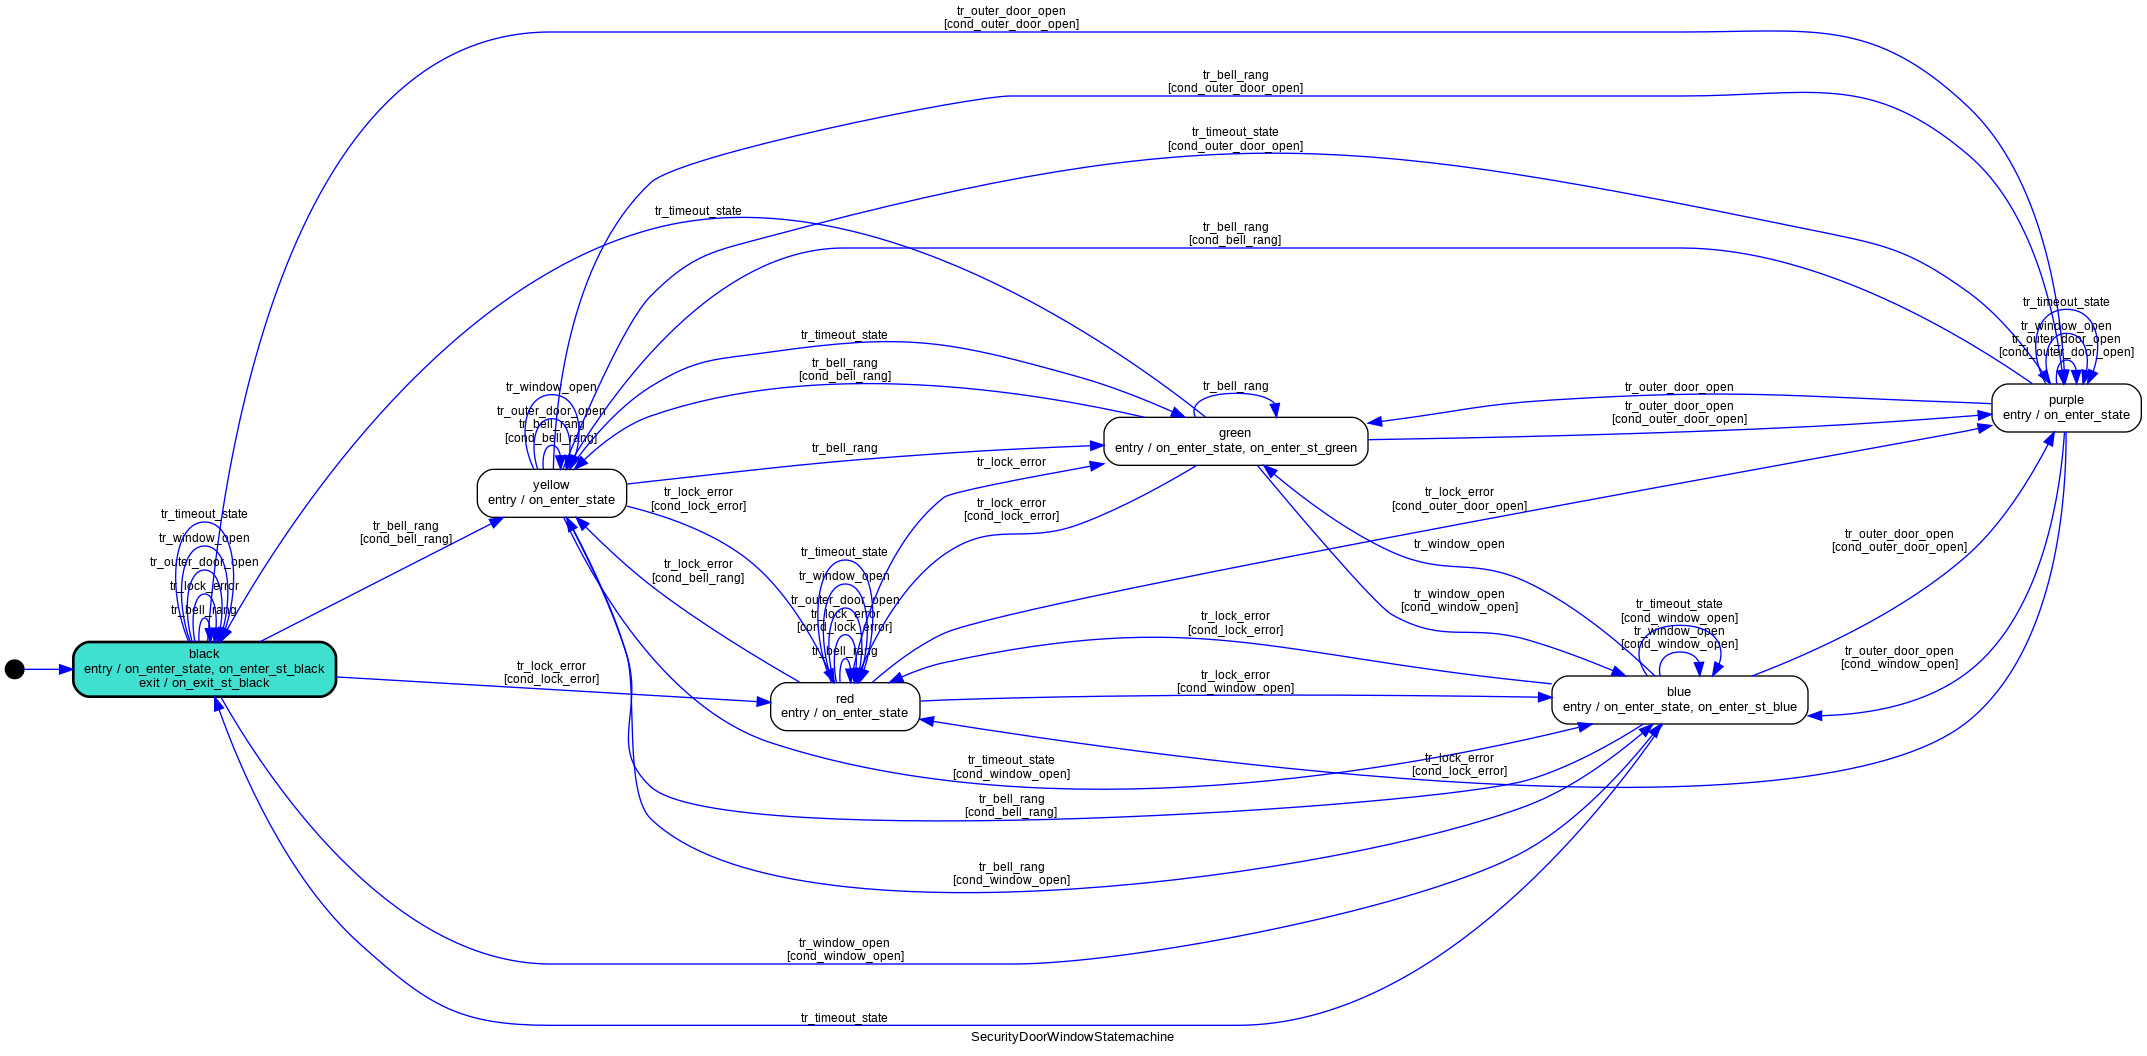 tr_outer_door_open
[cond_outer_door_open]
tr_bell_rang
[cond_outer_door_open]
tr_timeout_state
[cond_outer_door_open]
tr_timeout_state
tr_bell_rang
[cond_bell_rang]
tr_timeout_state
tr_window_open
tr_outer_door_open
[cond_outer_door_open]
tr_timeout_state
tr_bell_rang
[cond_bell_rang]
tr_window_open
tr_outer_door_open
tr_bell_rang
[cond_bell_rang]
tr_bell_rang
tr_outer_door_open
tr_outer_door_open
[cond_outer_door_open]
purple
entry / on_enter_state
green
entry / on_enter_state, on_enter_st_green
tr_bell_rang
tr_lock_error
yellow
entry / on_enter_state
tr_lock_error
[cond_lock_error]
tr_lock_error
[cond_lock_error]
tr_lock_error
[cond_outer_door_open]
tr_timeout_state
tr_window_open
tr_outer_door_open
tr_lock_error
tr_bell_rang
tr_bell_rang
[cond_bell_rang]
tr_lock_error
[cond_bell_rang]
tr_timeout_state
tr_window_open
tr_outer_door_open
tr_lock_error
[cond_lock_error]
tr_bell_rang
tr_window_open
tr_window_open
[cond_window_open]
tr_outer_door_open
[cond_outer_door_open]
tr_lock_error
[cond_lock_error]
tr_timeout_state
[cond_window_open]
tr_window_open
[cond_window_open]
tr_outer_door_open
[cond_window_open]
black
entry / on_enter_state, on_enter_st_black
exit / on_exit_st_black
tr_lock_error
[cond_lock_error]
red
entry / on_enter_state
tr_lock_error
[cond_window_open]
blue
entry / on_enter_state, on_enter_st_blue
tr_timeout_state
[cond_window_open]
tr_lock_error
[cond_lock_error]
tr_bell_rang
[cond_bell_rang]
tr_bell_rang
[cond_window_open]
tr_window_open
[cond_window_open]
tr_timeout_state
SecurityDoorWindowStatemachine